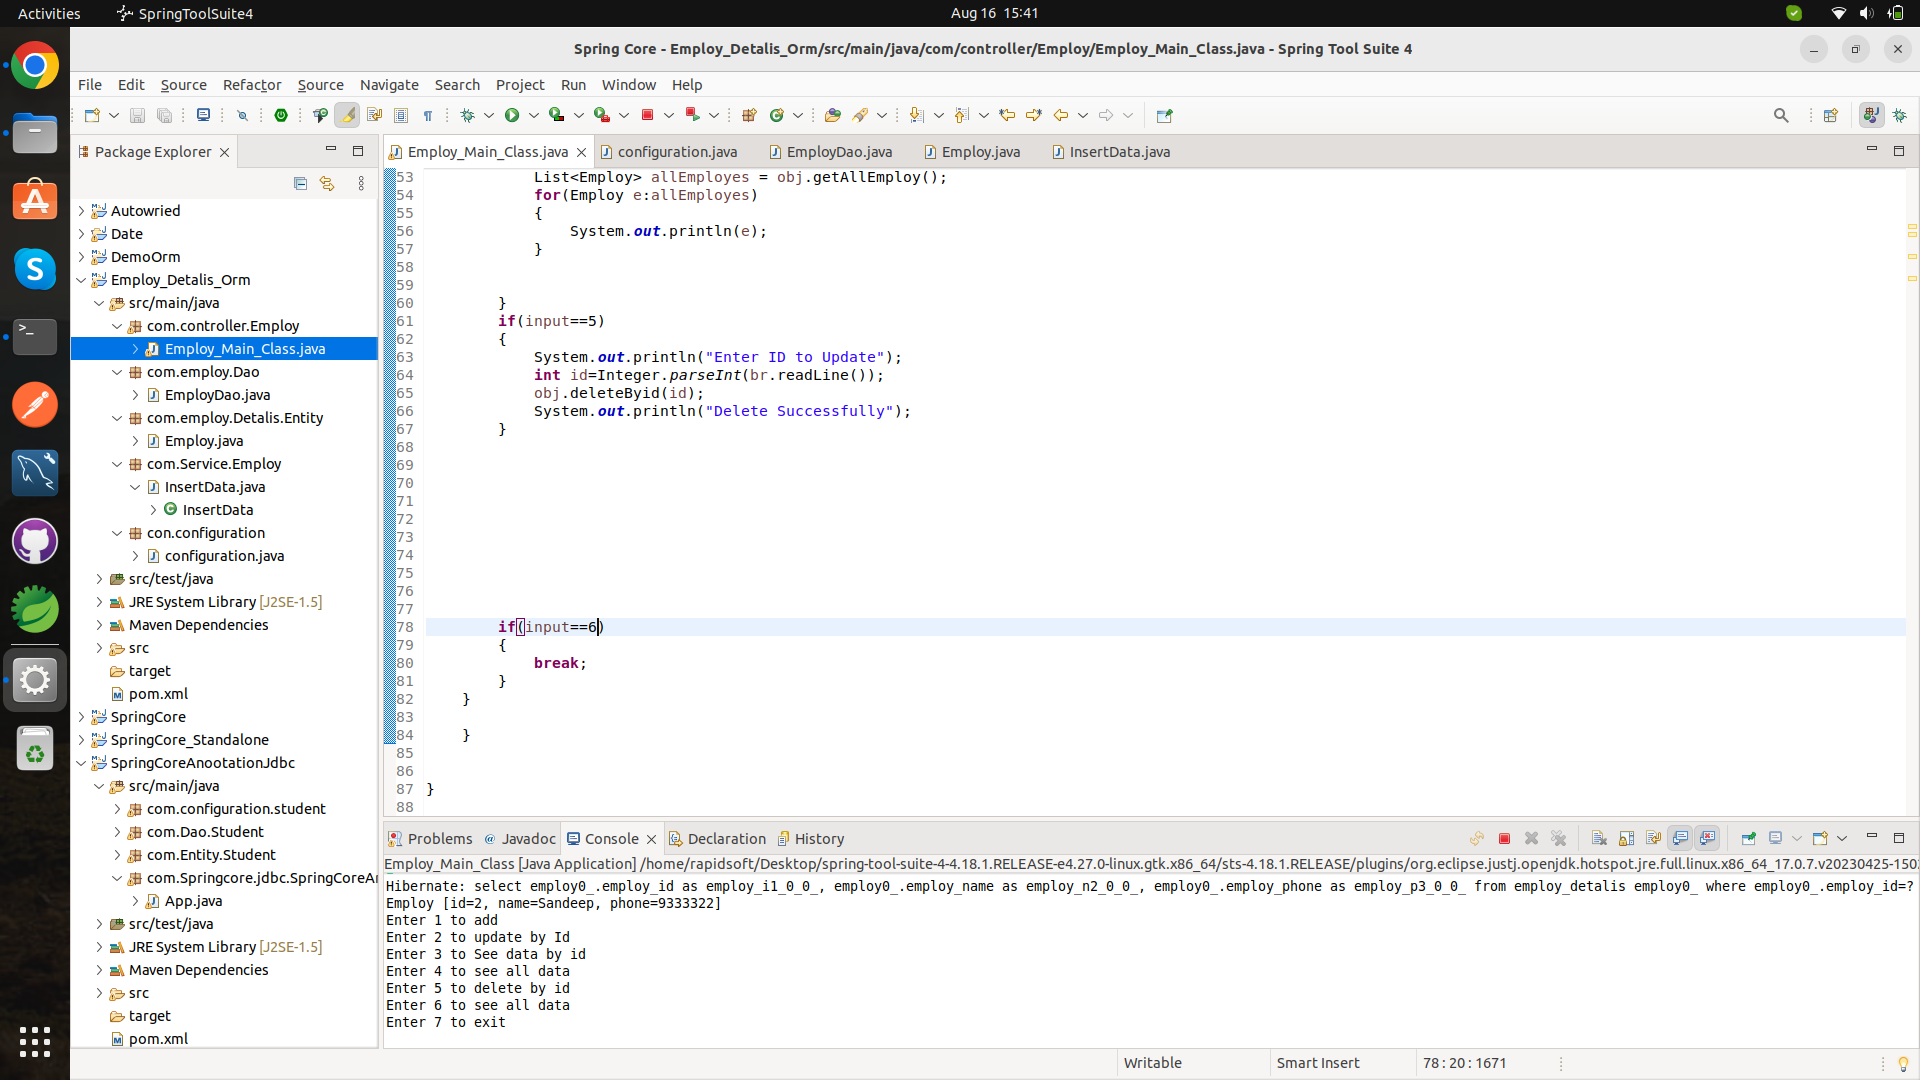 Activities
SpringToolSuite4
Aug 16 15:41
Spring Core - Employ_Detalis_Orm/src/main/java/com/controller/Employ/Employ_Main_Class.java - Spring Tool Suite 4
File Edit Source Refactor Source Navigate Search Project Run Window Help
Package Explorer
Autowried
Date
DemoOrm
Employ_Detalis_Orm
src/main/java
com.controller.Employ
Employ_Main_Class.java
com.employ.Dao
EmployDao.java
com.employ.Detalis.Entity
Employ.java
com.Service.Employ
InsertData.java
InsertData
con.configuration
configuration.java
src/test/java
JRE System Library [J2SE-1.5]
Maven Dependencies
src
target
pom.xml
SpringCore
SpringCore_Standalone
SpringCoreAnootationJdbc
src/main/java
com.configuration.student
com.Dao.Student
com.Entity.Student
com.Springcore.jdbc.SpringCoreAr
App.java
src/test/java
JRE System Library [J2SE-1.5]
Maven Dependencies
src
target
pom.xml
Employ_Main_Class.java configuration.java EmployDao.java Employ.java InsertData.java
53 List<Employ> allEmployes = obj.getAllEmploy();
54 for(Employ e:allEmployes)
55 {
56 System.out.println(e);
57 }
58
59
60 }
61 if(input==5)
62 {
63 System.out.println("Enter ID to Update");
64 int id=Integer.parseInt(br.readLine());
65 obj.deleteByid(id);
66 System.out.println("Delete Successfully");
67 }
68
69
70
71
72
73
74
75
76
77
78 if(input==6)
79 {
80 break;
81 }
82 }
83
84 }
85
86
87 }
88
Problems Javadoc Console Declaration History
Employ_Main_Class [Java Application] /home/rapidsoft/Desktop/spring-tool-suite-4-4.18.1.RELEASE-e4.27.0-linux.gtk.x86_64/sts-4.18.1.RELEASE/plugins/org.eclipse.justj.openjdk.hotspot.jre.full.linux.x86_64_17.0.7.v20230425-150
Hibernate: select employ0_.employ_id as employ_i1_0_0_, employ0_.employ_name as employ_n2_0_0_, employ0_.employ_phone as employ_p3_0_0_ from employ_detalis employ0_ where employ0_.employ_id=?
Employ [id=2, name=Sandeep, phone=9333322]
Enter 1 to add
Enter 2 to update by Id
Enter 3 to See data by id
Enter 4 to see all data
Enter 5 to delete by id
Enter 6 to see all data
Enter 7 to exit
Writable
Smart Insert
78 : 20 : 1671